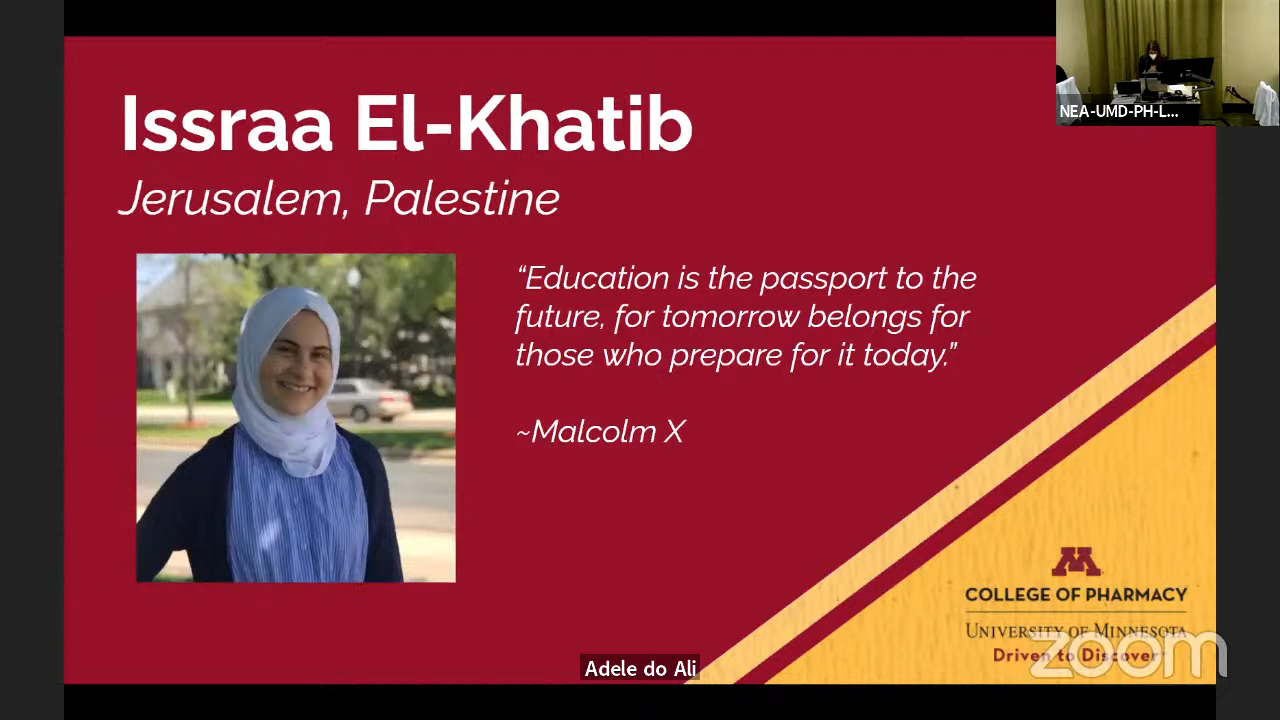 Issraa El-Khatib
Jerusalem, Palestine
“Education is the passport to the
future, for tomorrow belongs for
those who prepare for it today.”
~Malcolm X
NEA-UMD-PH-L...
M
COLLEGE OF PHARMACY
UNIVERSITY OF MINNESOTA
Driven to Discover
zoom
Adele do Ali